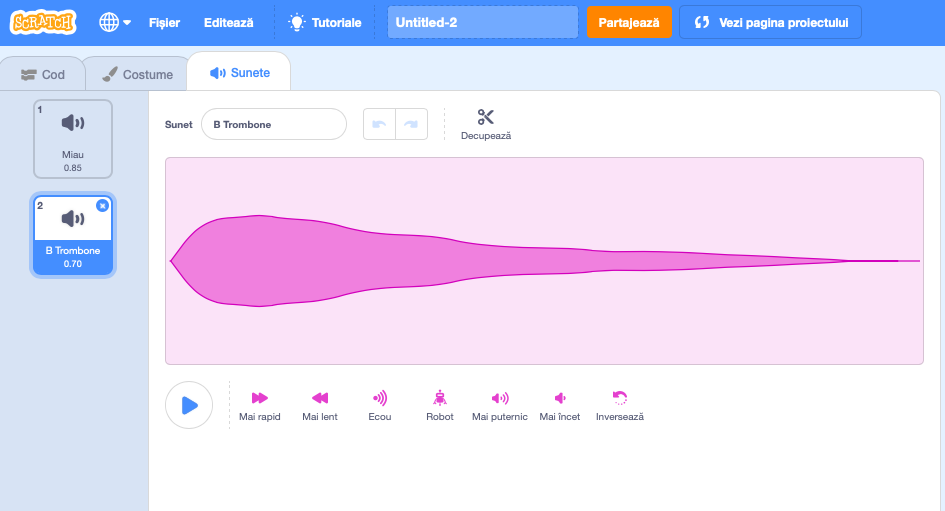 SCRATCH
Fișier
Editează
Tutoriale
Untitled-2
Partajează
Vezi pagina proiectului
Cod
Costume
Sunete
1
Miau
0.85
2
B Trombone
0.70
Sunet
B Trombone
Decupează
Mai rapid
Mai lent
Ecou
Robot
Mai puternic
Mai încet
Inversează